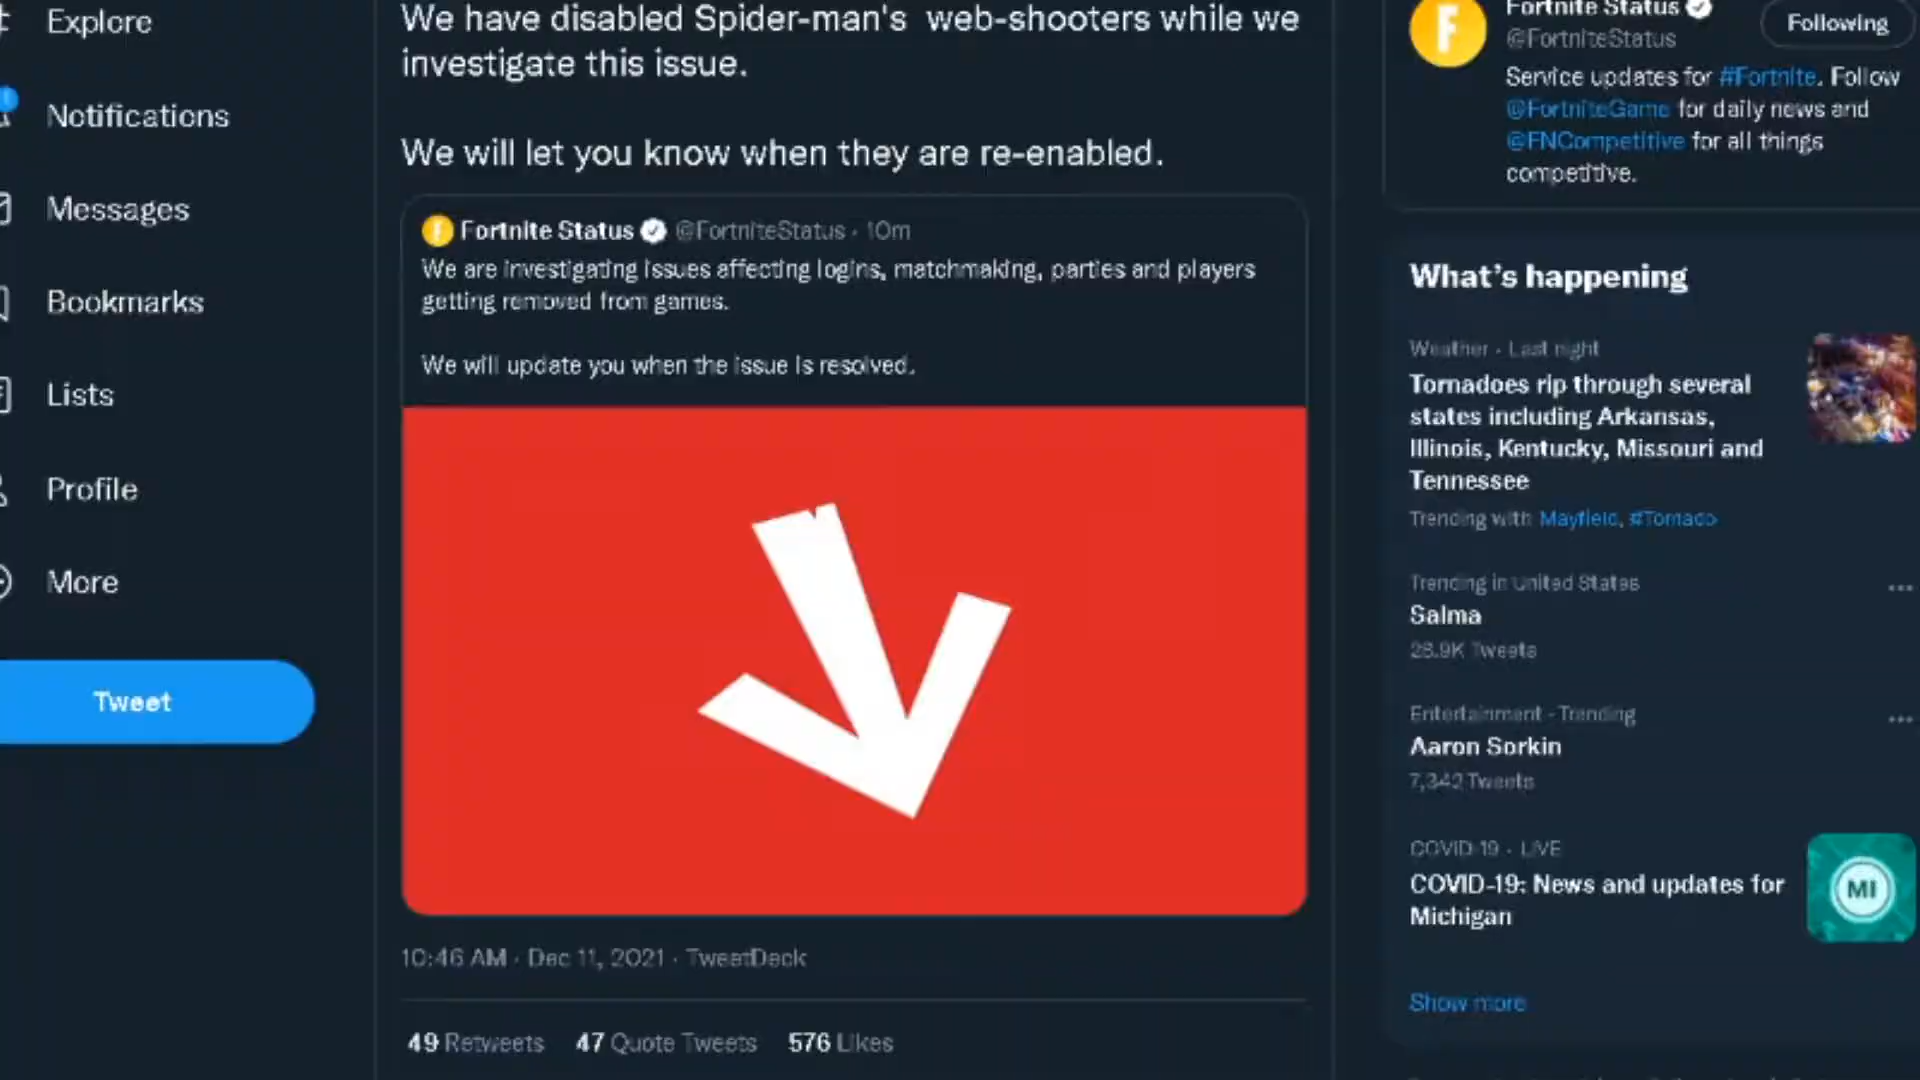 Explore
Notifications
Messages
Bookmarks
Lists
Profile
More
Tweet
We have disabled Spider-man's web-shooters while we
investigate this issue.
We will let you know when they are re-enabled.
Fortnite Status @FortniteStatus · 10m
We are investigating issues affecting logins, matchmaking, parties and players
getting removed from games.
We will update you when the issue is resolved.
10:46 AM · Dec 11, 2021 · TweetDeck
49 Retweets 47 Quote Tweets 576 Likes
Fortnite Status
@FortniteStatus
Following
Service updates for #Fortnite. Follow
@FortniteGame for daily news and
@FNCompetitive for all things
competitive.
What's happening
Weather · Last night
Tornadoes rip through several
states including Arkansas,
Illinois, Kentucky, Missouri and
Tennessee
Trending with Mayfield, #Tornado
Trending in United States
Salma
28.9K Tweets
Entertainment · Trending
Aaron Sorkin
7,342 Tweets
COVID-19 · LIVE
COVID-19: News and updates for
Michigan
MI
Show more